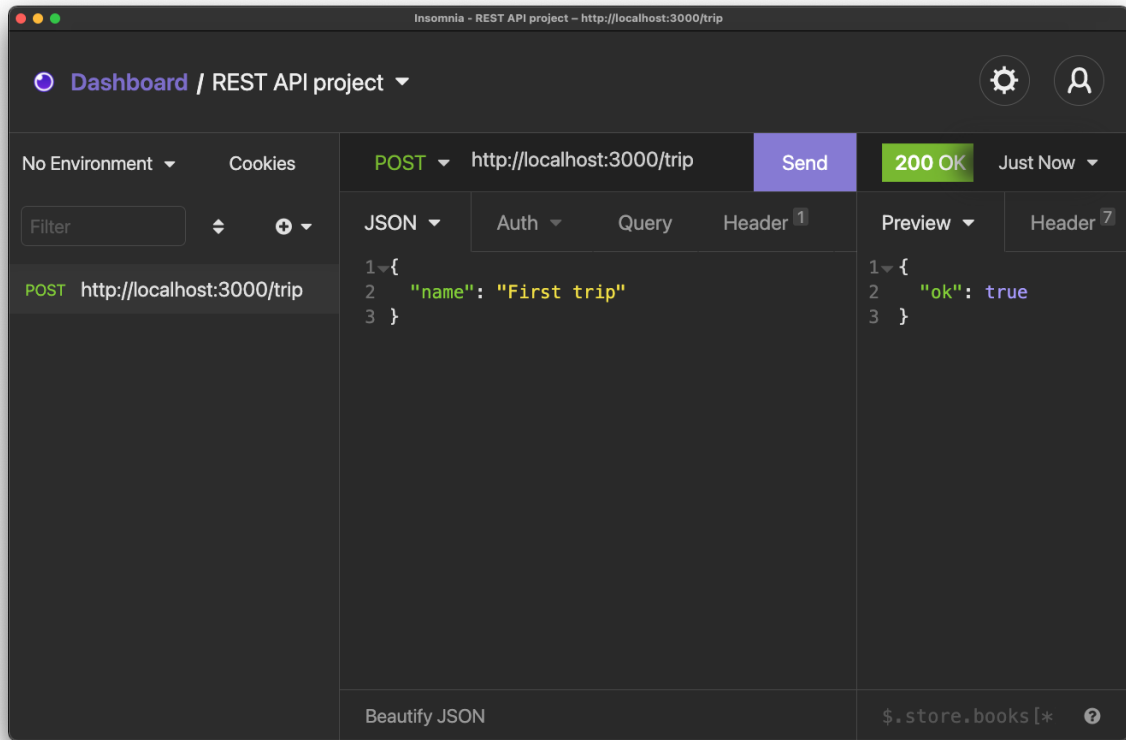 Insomnia - REST API project – http://localhost:3000/trip
Dashboard / REST API project
No Environment
Cookies
Filter
POST http://localhost:3000/trip
POST http://localhost:3000/trip
Send
JSON
Auth
Query
Header 1
1 {
2 "name": "First trip"
3 }
Beautify JSON
200 OK
Just Now
Preview
Header 7
1 {
2 "ok": true
3 }
$.store.books[*
?